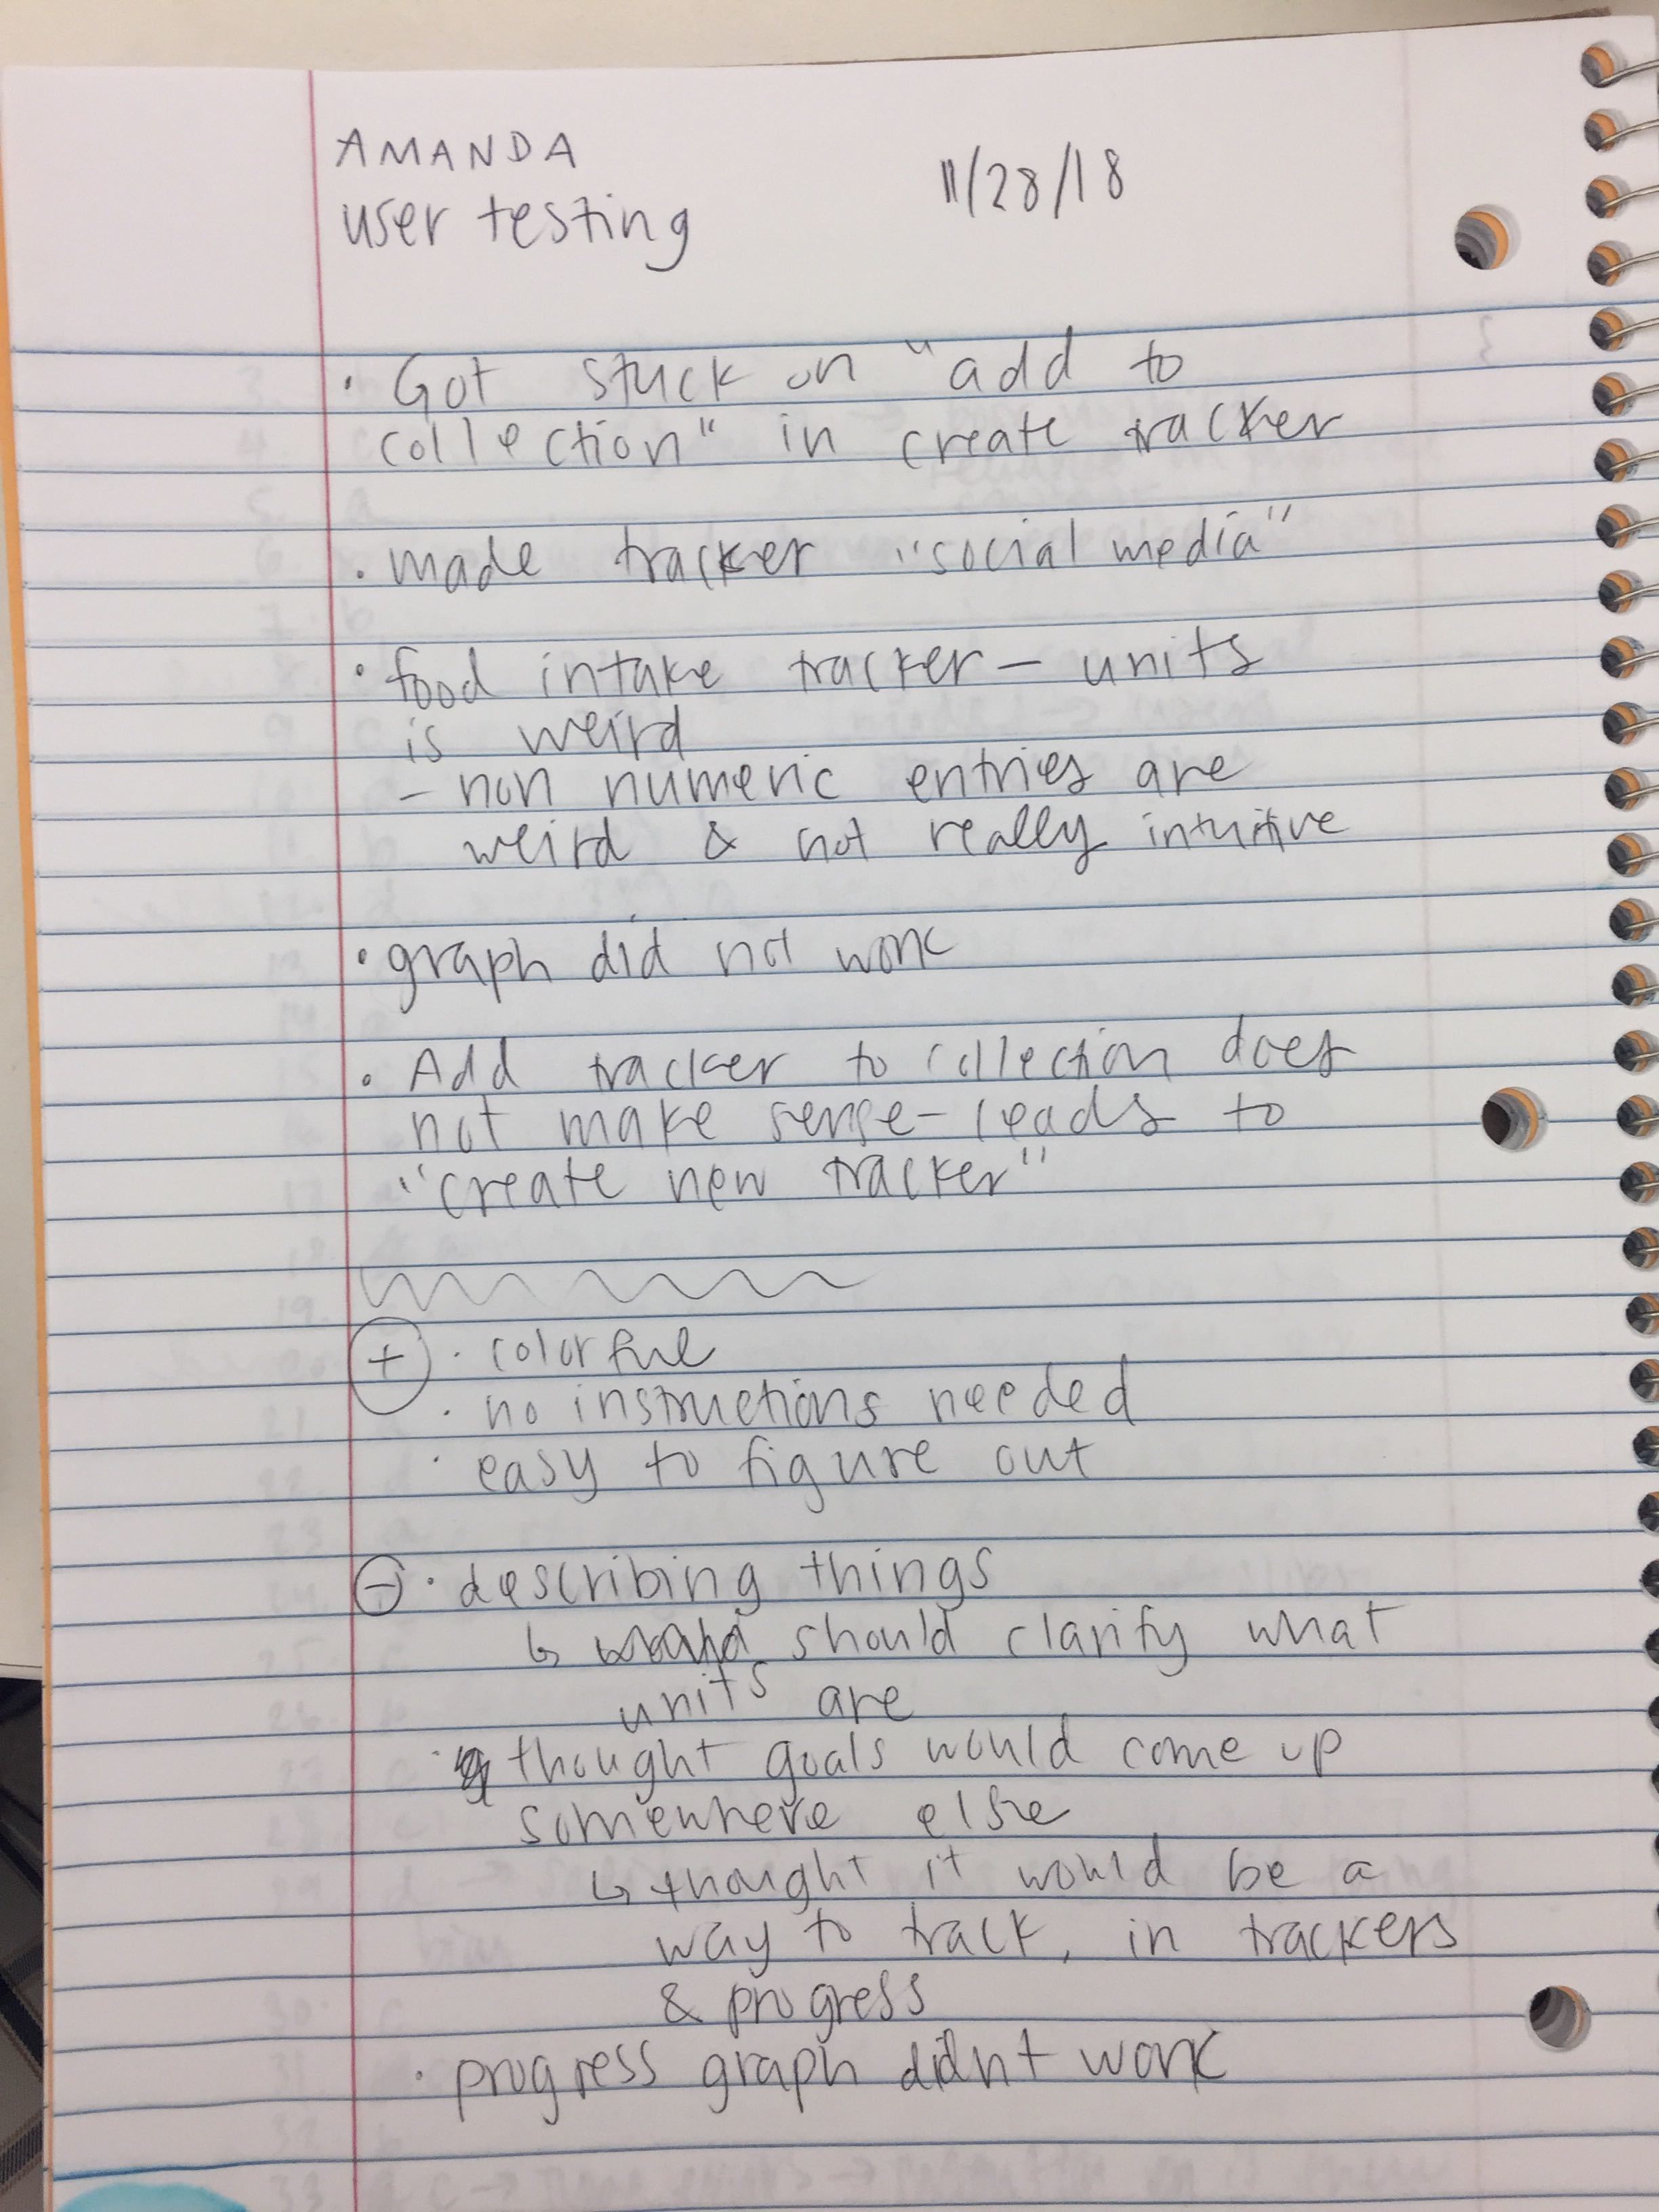 AMANDA
user testing
11/28/18
· Got stuck on "add to
collection" in create tracker
· made tracker "social media"
· food intake tracker – units
is weird
– non numeric entries are
weird & not really intuitive
· graph did not work
· Add tracker to collection does
not make sense – leads to
"create new tracker"
+ · colorful
· no instructions needed
· easy to figure out
- · describing things
↳ should clarify what
units are
· thought goals would come up
somewhere else
↳ thought it would be a
way to track, in trackers
& progress
· progress graph didnt work